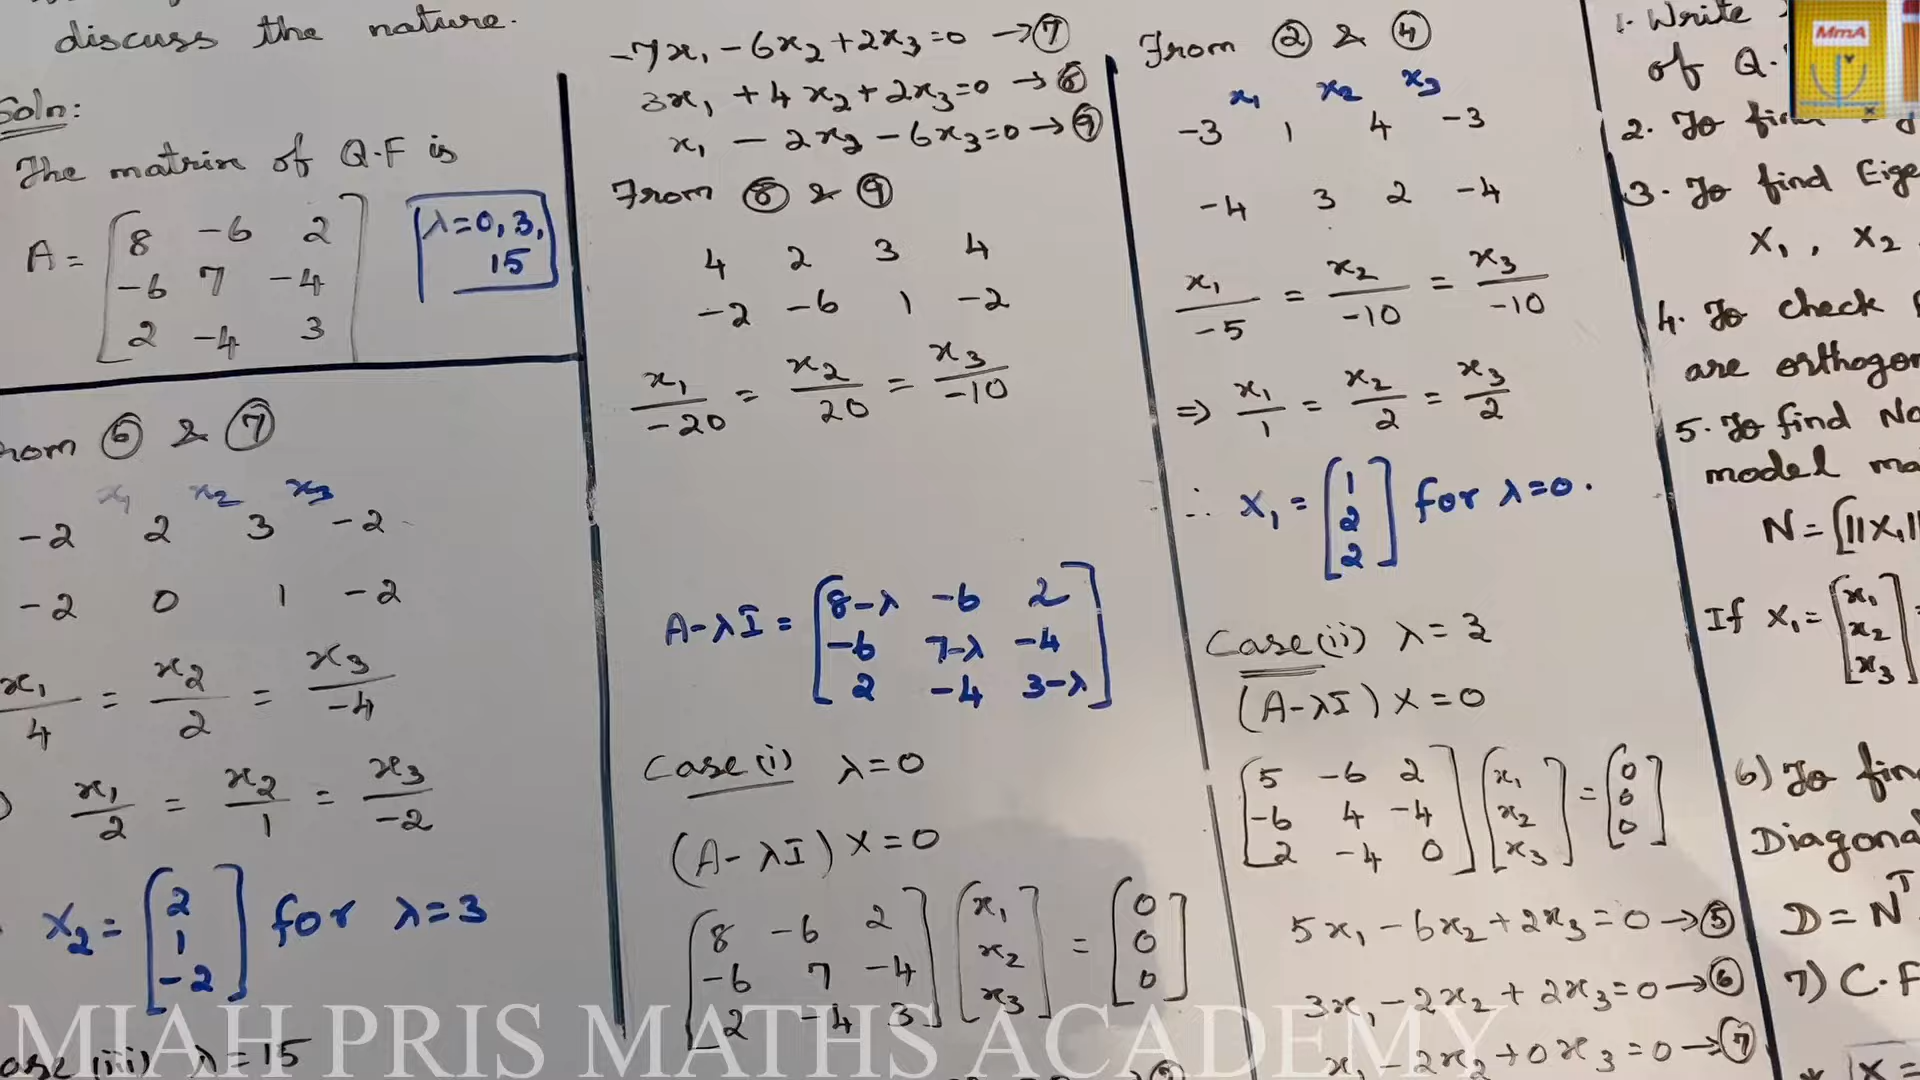 discuss the nature.
Soln:
The matrix of Q.F is
A = [8 -6 2
-6 7 -4
2 -4 3]
λ=0, 3,
15
From ⑥ & ⑦
x₁ x₂ x₃
-2 2 3 -2
-2 0 1 -2
x₁/4 = x₂/2 = x₃/-4
x₁/2 = x₂/1 = x₃/-2
X₂ = [2
1
-2] for λ=3
Case (iii) λ=15
-7x₁ - 6x₂ + 2x₃ = 0 → ⑦
3x₁ + 4x₂ + 2x₃ = 0 → ⑧
x₁ - 2x₂ - 6x₃ = 0 → ⑨
From ⑧ & ⑨
4 2 3 4
-2 -6 1 -2
x₁/-20 = x₂/20 = x₃/-10
A-λI = [8-λ -6 2
-6 7-λ -4
2 -4 3-λ]
Case (i) λ=0
(A-λI) X = 0
[8 -6 2
-6 7 -4
2 -4 3] [x₁
x₂
x₃] = [0
0
0]
From ② & ④
x₁ x₂ x₃
-3 1 4 -3
-4 3 2 -4
x₁/-5 = x₂/-10 = x₃/-10
⇒ x₁/1 = x₂/2 = x₃/2
∴ X₁ = [1
2
2] for λ=0.
Case (ii) λ = 3
(A-λI) X = 0
[5 -6 2
-6 4 -4
2 -4 0] [x₁
x₂
x₃] = [0
0
0]
5x₁ - 6x₂ + 2x₃ = 0 → ⑤
3x₁ - 2x₂ + 2x₃ = 0 → ⑥
x₁ - 2x₂ + 0x₃ = 0 → ⑦
1. Write
of Q.
2. To find
3. To find Eige
X₁, X₂
4. To check
are orthogon
5. To find No
model ma
N = [||X₁||
If X₁ = [x₁
x₂
x₃] =
6) To fin
Diagona
D = Nᵀ
7) C.F
X =
MmA
MIAH PRIS MATHS ACADEMY